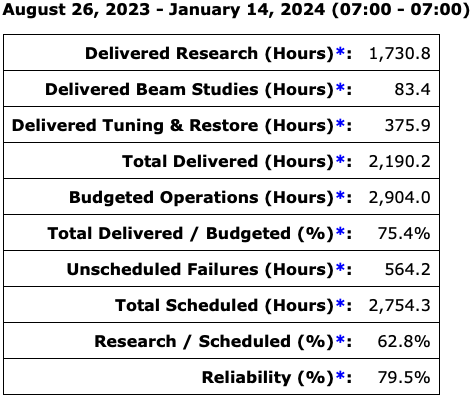 August 26, 2023 - January 14, 2024 (07:00 - 07:00)
Delivered Research (Hours)*: 1,730.8
Delivered Beam Studies (Hours)*: 83.4
Delivered Tuning & Restore (Hours)*: 375.9
Total Delivered (Hours)*: 2,190.2
Budgeted Operations (Hours)*: 2,904.0
Total Delivered / Budgeted (%)*: 75.4%
Unscheduled Failures (Hours)*: 564.2
Total Scheduled (Hours)*: 2,754.3
Research / Scheduled (%)*: 62.8%
Reliability (%)*: 79.5%